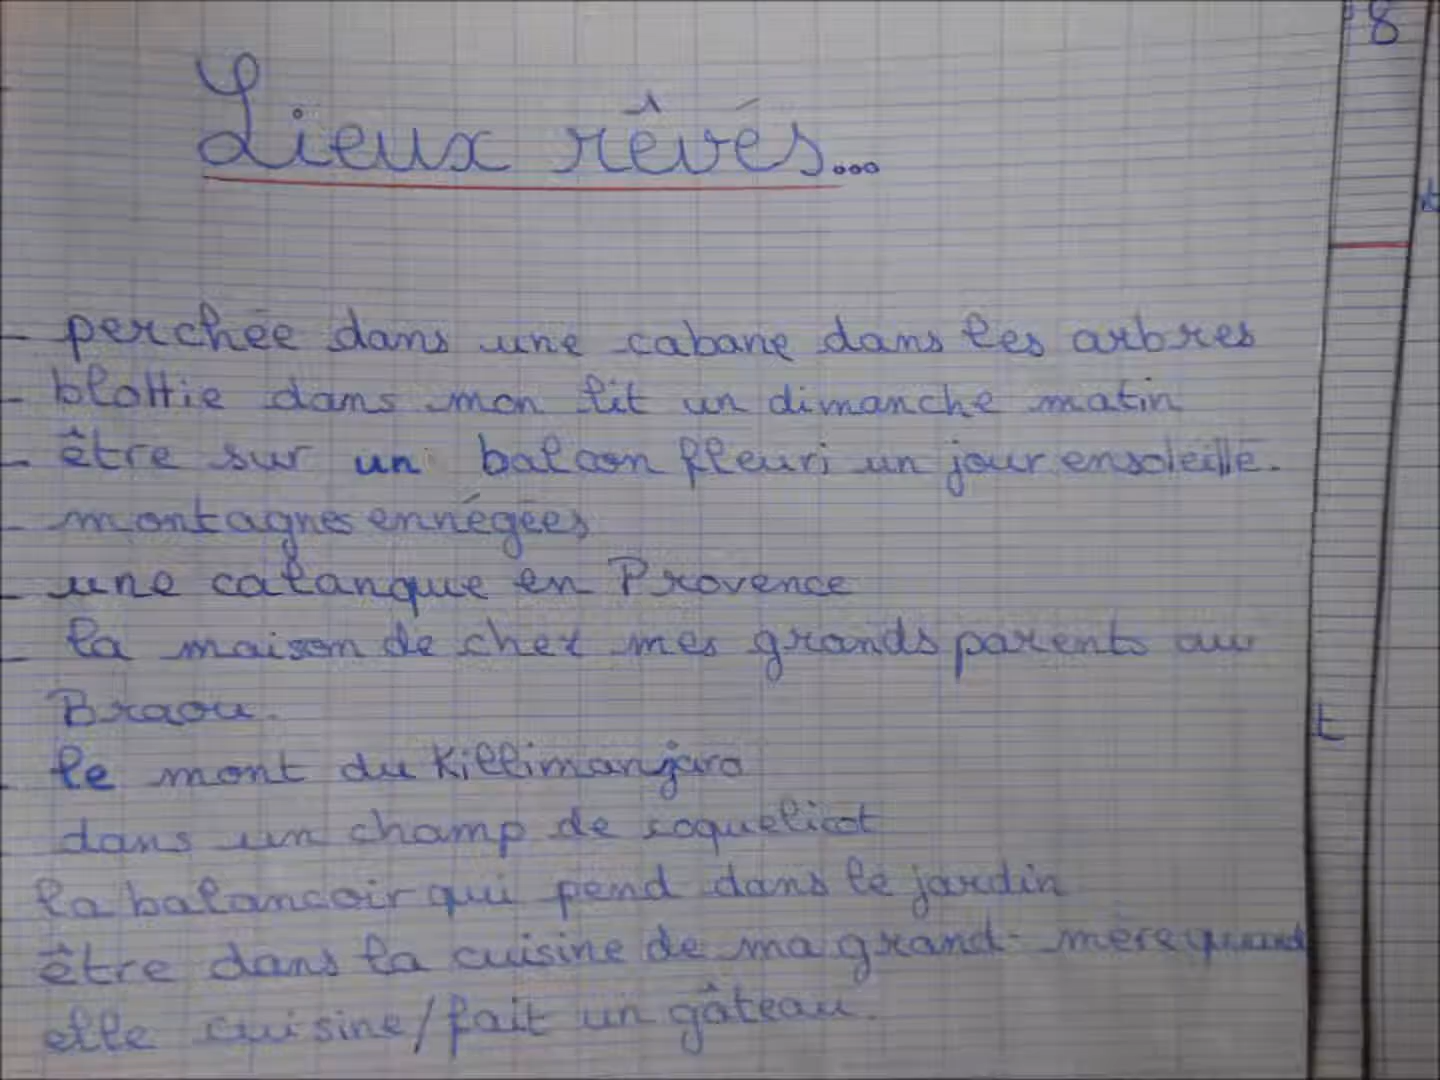 8
Lieux rêvés...
- perchée dans une cabane dans les arbres
- blottie dans mon lit un dimanche matin
- être sur un balcon fleuri un jour ensoleillé.
- montagnes ennégées
- une calanque en Provence
- la maison de chez mes grands parents au
Braou.
- le mont du Killimanjaro
- dans un champ de coquelicot
la balancoir qui pend dans le jardin
être dans la cuisine de ma grand-mère quand
elle cuisine/fait un gâteau.
t
t